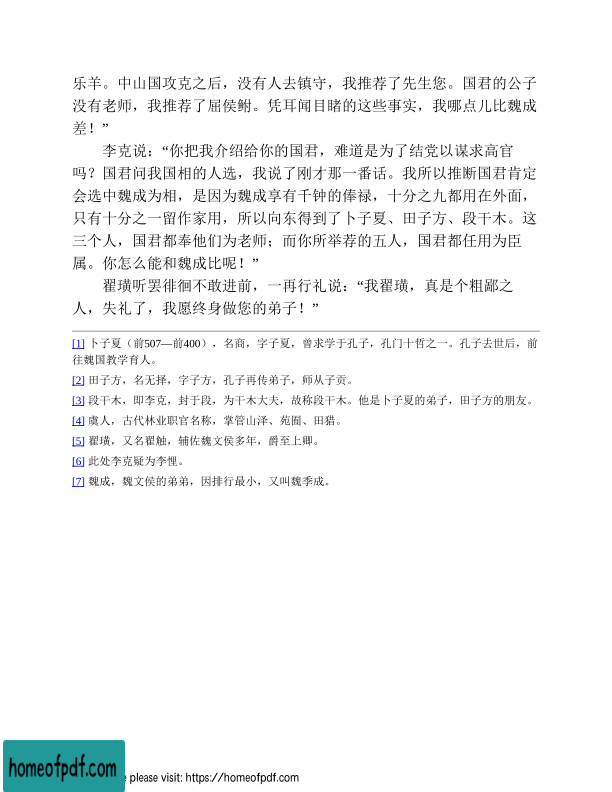 乐羊。中山国攻克之后，没有人去镇守，我推荐了先生您。国君的公子
没有老师，我推荐了屈侯鲋。凭耳闻目睹的这些事实，我哪点儿比魏成
差！”
李克说：“你把我介绍给你的国君，难道是为了结党以谋求高官
吗？国君问我国相的人选，我说了刚才那一番话。我所以推断国君肯定
会选中魏成为相，是因为魏成享有千钟的俸禄，十分之九都用在外面，
只有十分之一留作家用，所以向东得到了卜子夏、田子方、段干木。这
三个人，国君都奉他们为老师；而你所举荐的五人，国君都任用为臣
属。你怎么能和魏成比呢！”
翟璜听罢徘徊不敢进前，一再行礼说：“我翟璜，真是个粗鄙之
人，失礼了，我愿终身做您的弟子！”
[1] 卜子夏（前507—前400），名商，字子夏，曾求学于孔子，孔门十哲之一。孔子去世后，前
往魏国教学育人。
[2] 田子方，名无择，字子方，孔子再传弟子，师从子贡。
[3] 段干木，即李克，封于段，为干木大夫，故称段干木。他是卜子夏的弟子，田子方的朋友。
[4] 虞人，古代林业职官名称，掌管山泽、苑囿、田猎。
[5] 翟璜，又名翟触，辅佐魏文侯多年，爵至上卿。
[6] 此处李克疑为李悝。
[7] 魏成，魏文侯的弟弟，因排行最小，又叫魏季成。
homeofpdf.com
please visit: https://homeofpdf.com